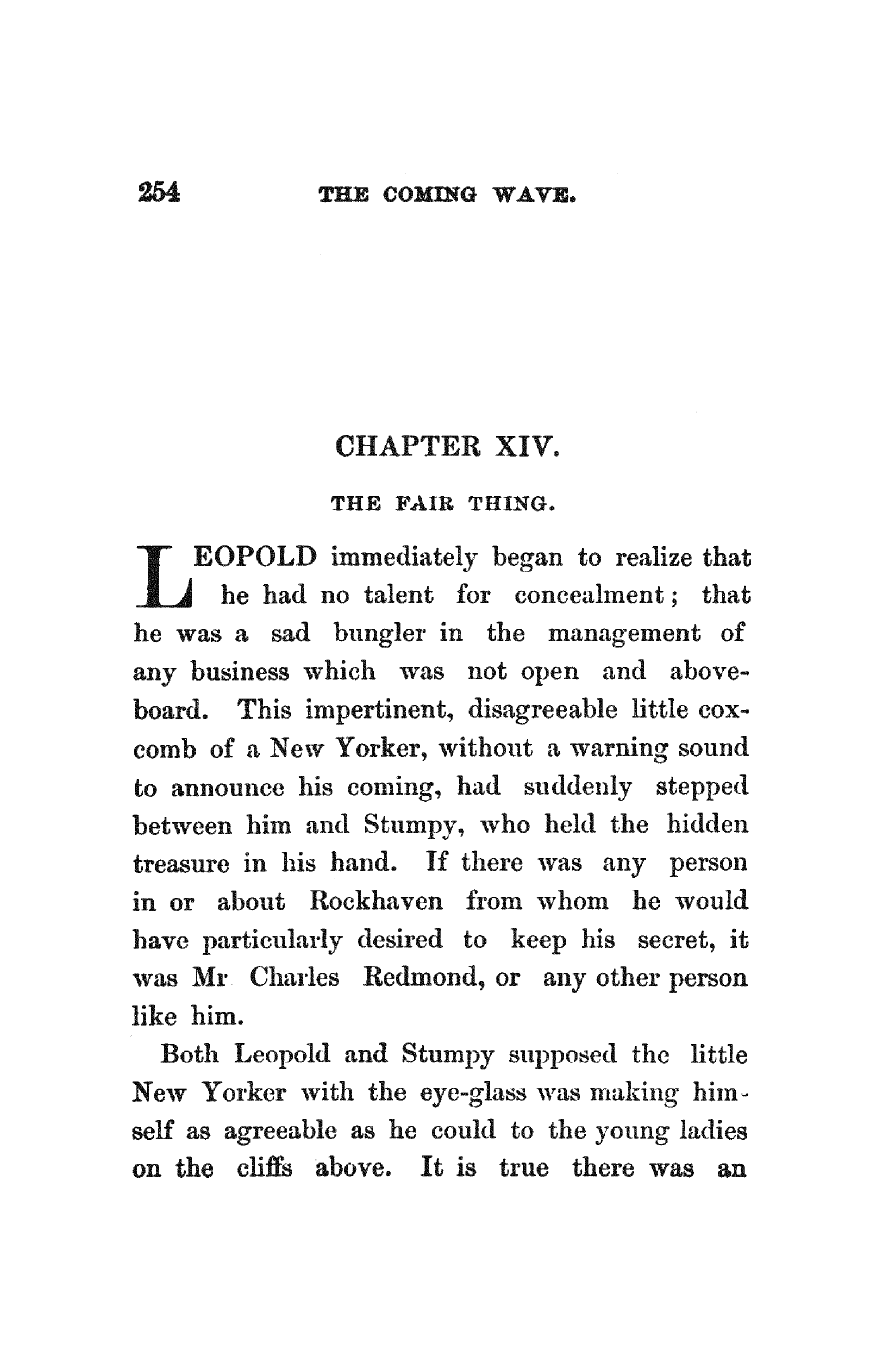 254 THE COMING WAVE.
CHAPTER XIV.
THE FAIR THING.
LEOPOLD immediately began to realize that
he had no talent for concealment; that
he was a sad bungler in the management of
any business which was not open and above-
board. This impertinent, disagreeable little cox-
comb of a New Yorker, without a warning sound
to announce his coming, had suddenly stepped
between him and Stumpy, who held the hidden
treasure in his hand. If there was any person
in or about Rockhaven from whom he would
have particularly desired to keep his secret, it
was Mr Charles Redmond, or any other person
like him.
Both Leopold and Stumpy supposed the little
New Yorker with the eye-glass was making him-
self as agreeable as he could to the young ladies
on the cliffs above. It is true there was an